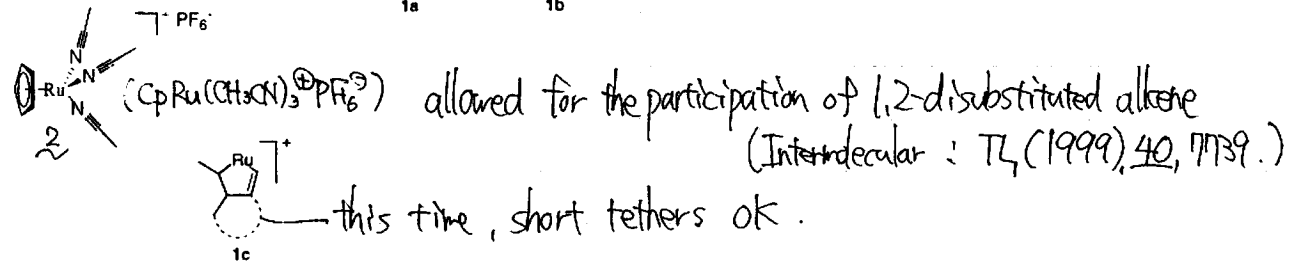 1a 1b
⁺ PF₆⁻
N
Ru N (CpRu(CH₃CN)₃⊕PF₆⊖) allowed for the participation of 1,2-disubstituted alkene
N
2 (Intermolecular : TL, (1999), 40, 7739.)
Ru ⁺
this time, short tethers OK.
1c